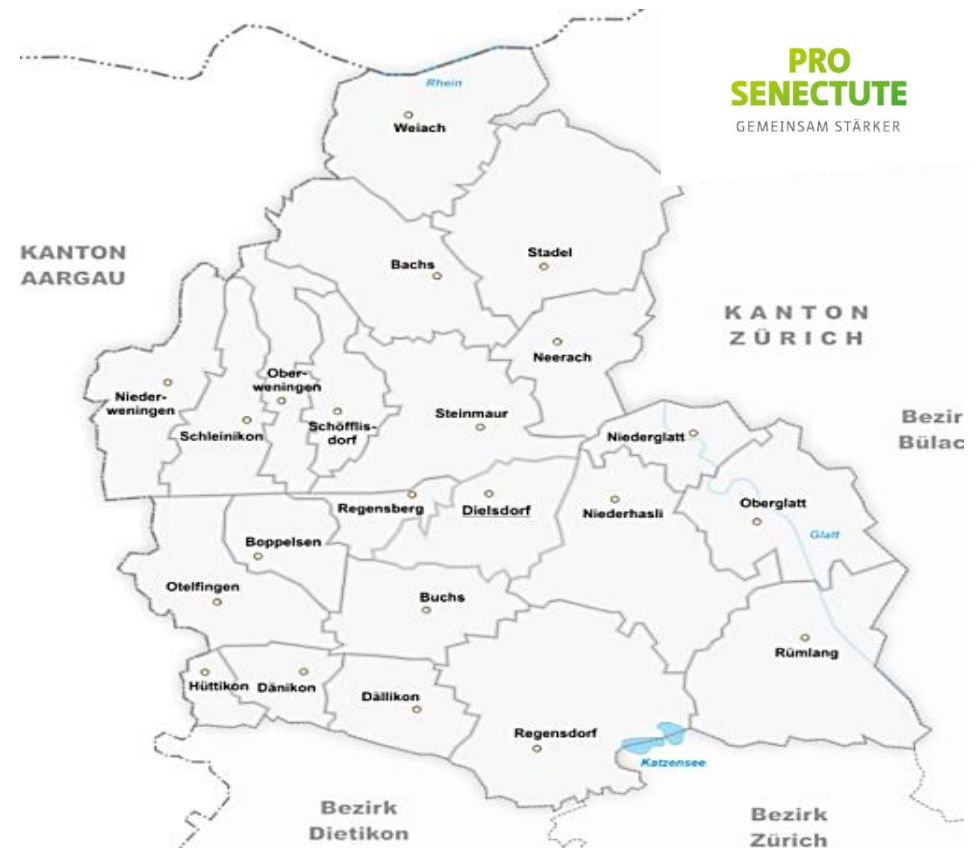 PRO
SENECTUTE
GEMEINSAM STÄRKER
Rhein
Weiach
KANTON
AARGAU
Bachs
Stadel
KANTON
ZÜRICH
Neerach
Ober-
weningen
Nieder-
weningen
Schleinikon
Schöfflis-
dorf
Steinmaur
Niederglatt
Bezir
Bülac
Regensberg
Dielsdorf
Niederhasli
Oberglatt
Glatt
Boppelsen
Otelfingen
Buchs
Rümlang
Hüttikon
Dänikon
Dällikon
Regensdorf
Katzensee
Bezirk
Dietikon
Bezirk
Zürich